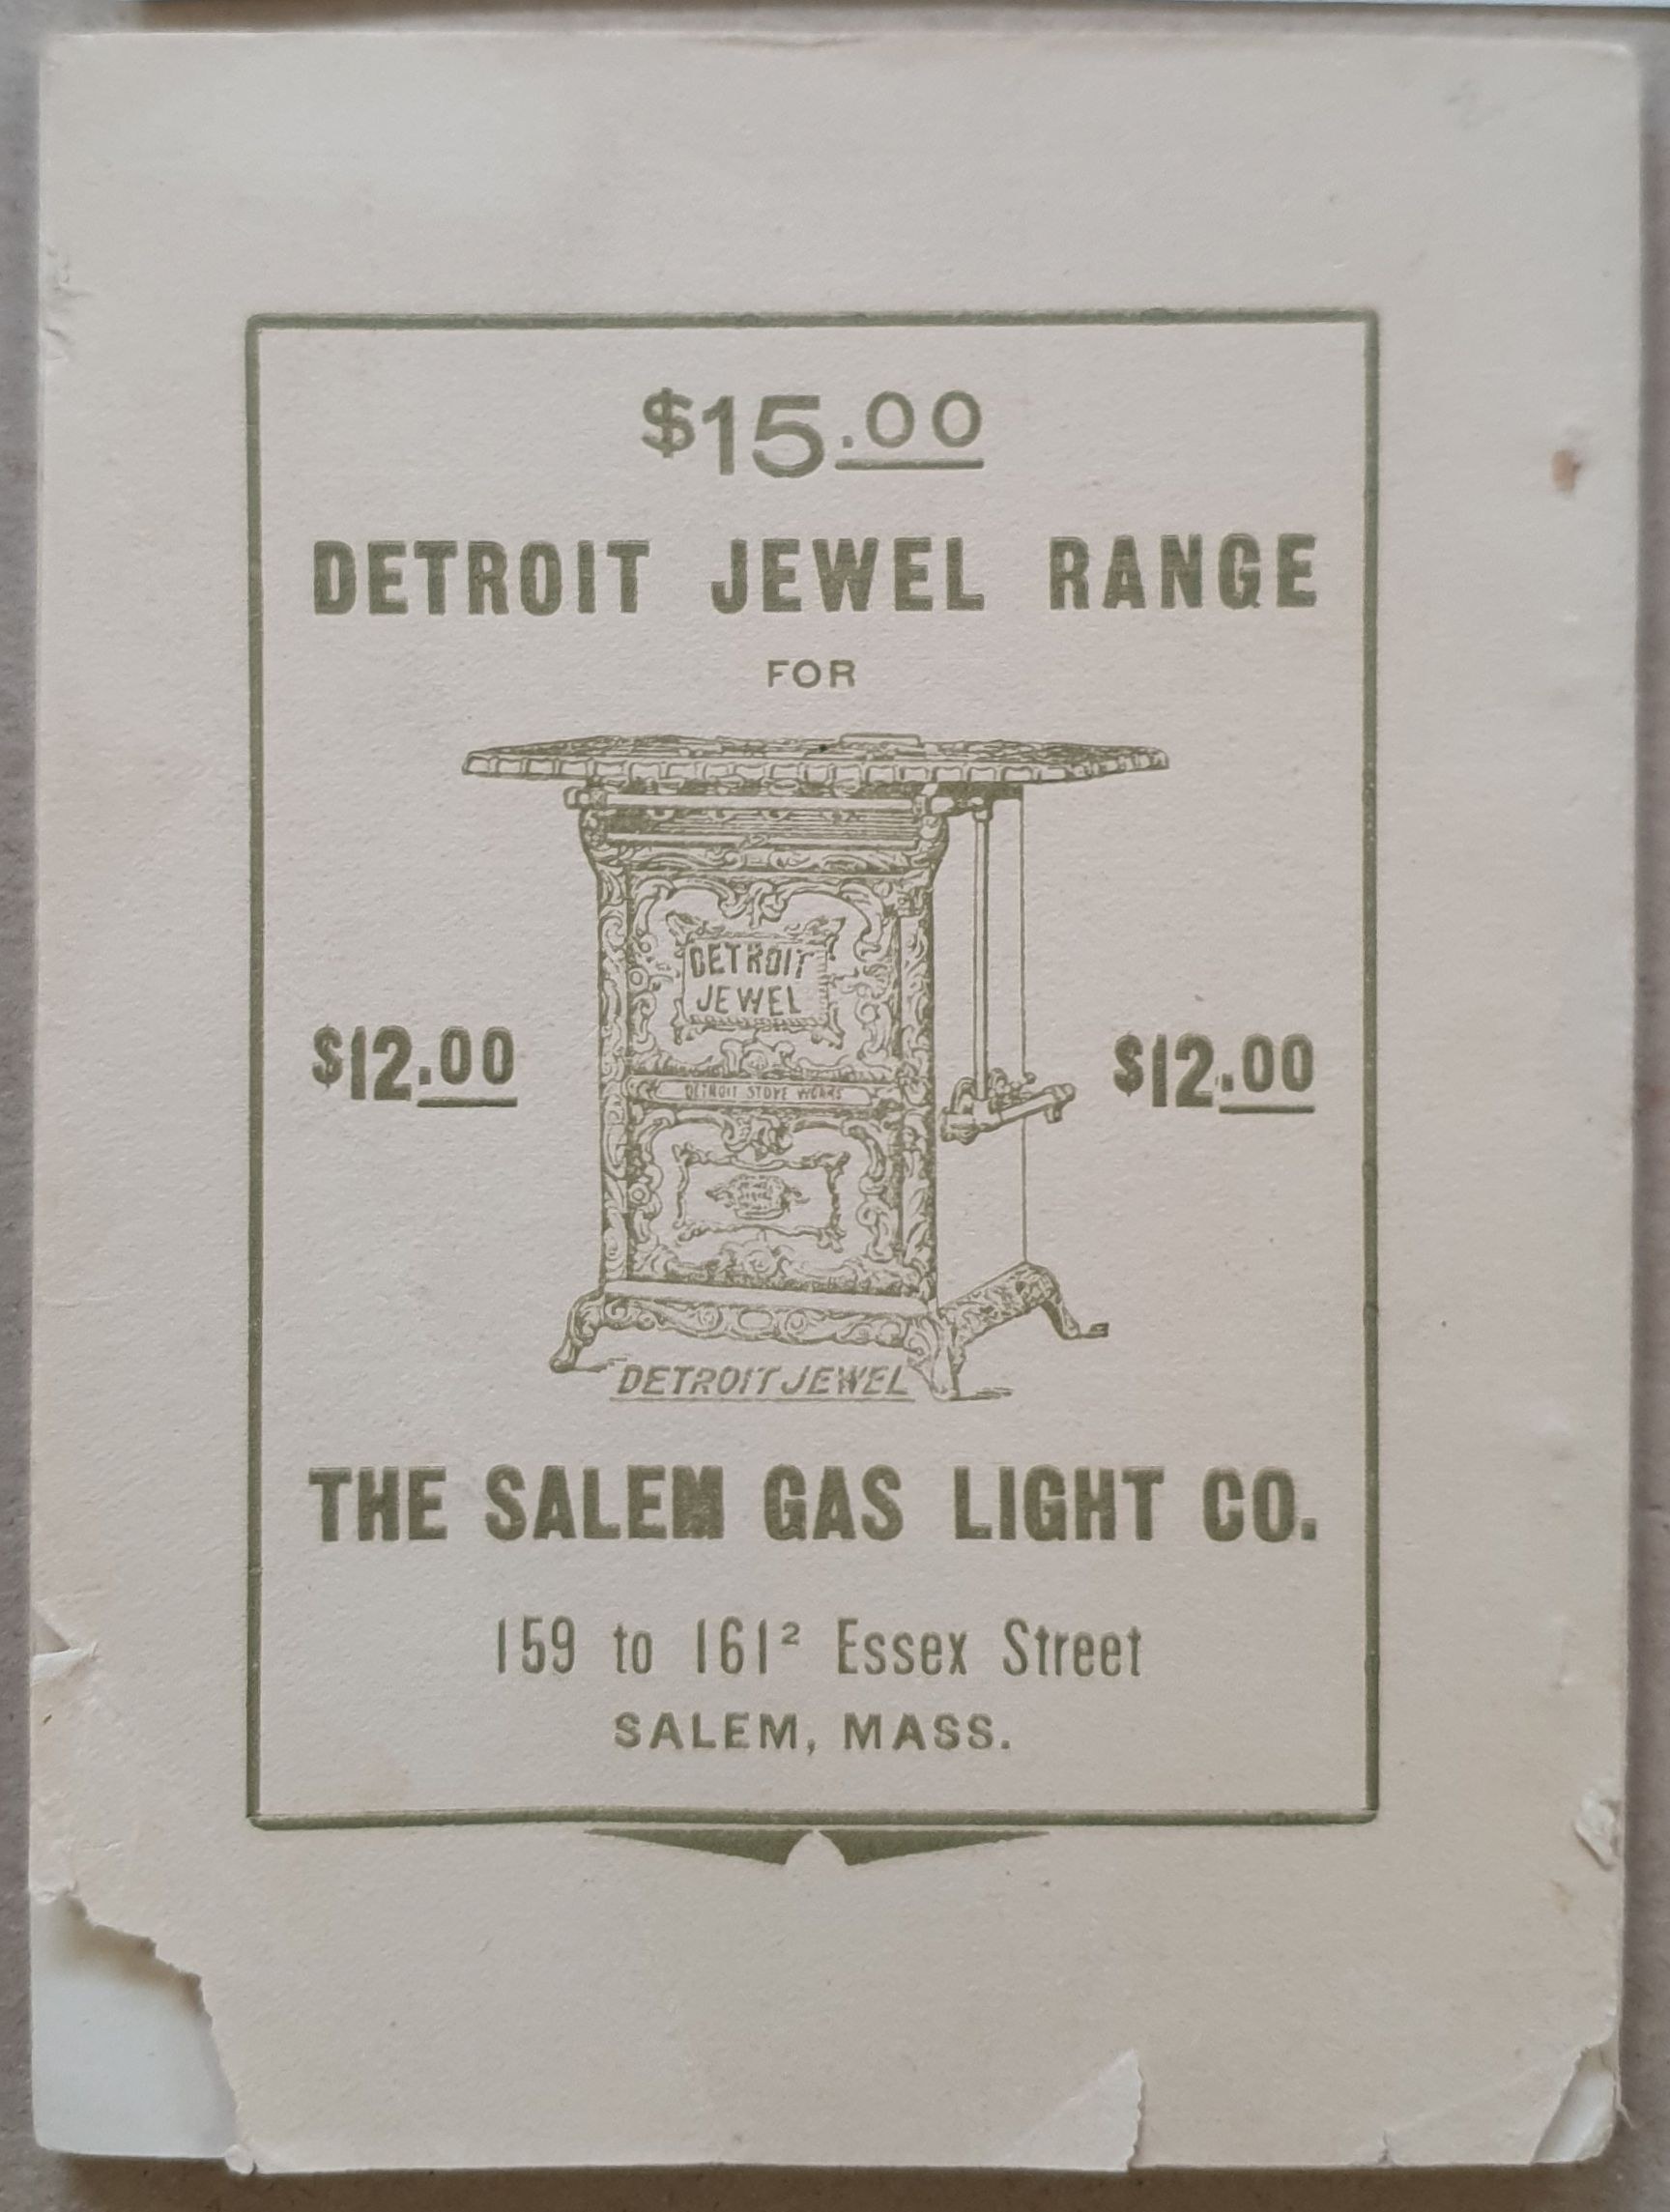 $15.00
DETROIT JEWEL RANGE
FOR
DETROIT
JEWEL
$12.00 $12.00
DETROIT STOVE WORKS
DETROIT JEWEL
THE SALEM GAS LIGHT CO.
159 to 161² Essex Street
SALEM, MASS.